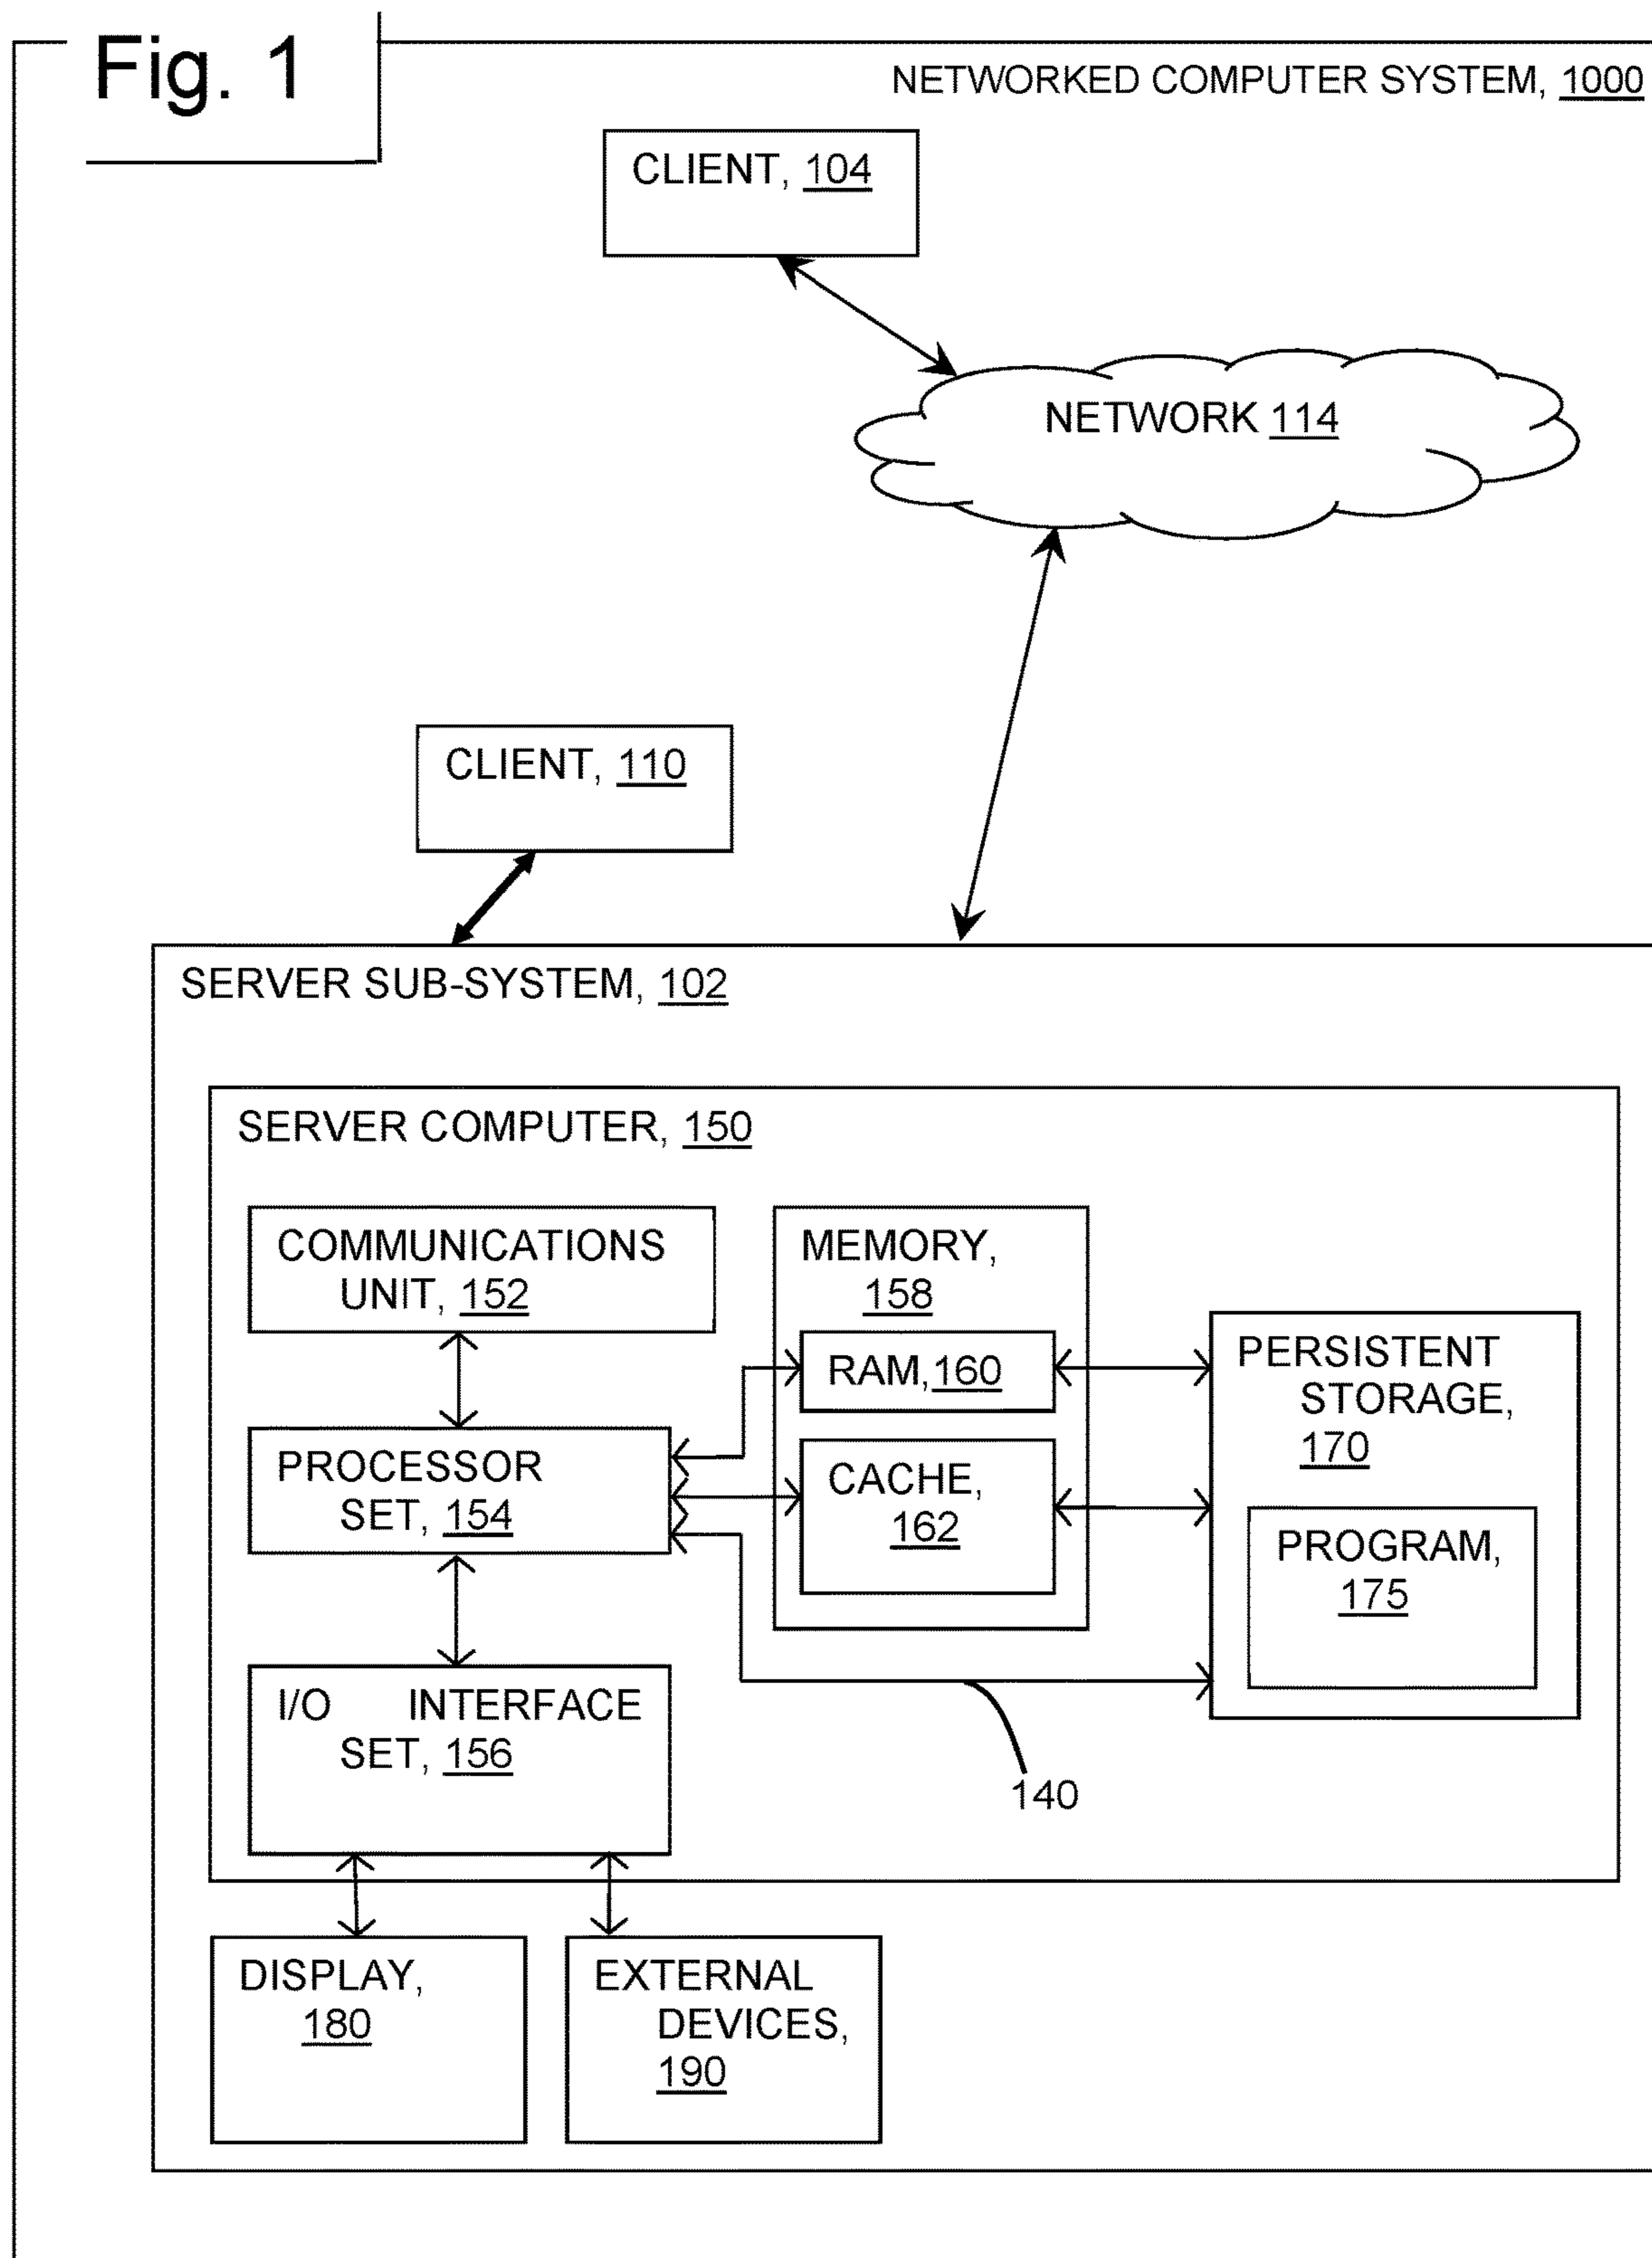 Fig. 1
NETWORKED COMPUTER SYSTEM, 1000
CLIENT, 104
NETWORK 114
CLIENT, 110
SERVER SUB-SYSTEM, 102
SERVER COMPUTER, 150
COMMUNICATIONS
UNIT, 152
MEMORY,
158
RAM,160
PERSISTENT
STORAGE,
170
PROCESSOR
SET, 154
CACHE,
162
PROGRAM,
175
I/O INTERFACE
SET, 156
140
DISPLAY,
180
EXTERNAL
DEVICES,
190